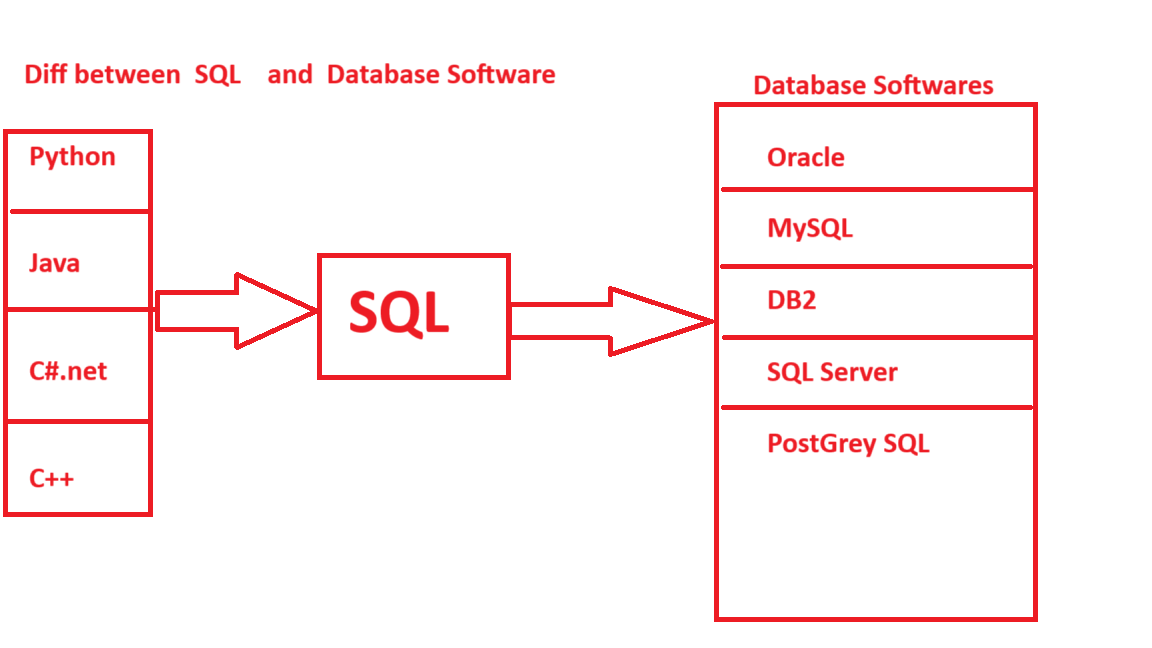 Diff between SQL and Database Software
Database Softwares
Python
Java
C#.net
C++
SQL
Oracle
MySQL
DB2
SQL Server
PostGrey SQL